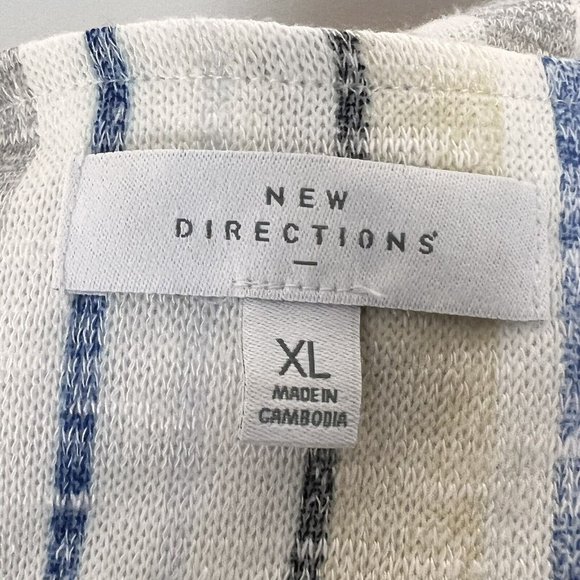 NEW
DIRECTIONS
XL
MADE IN
CAMBODIA